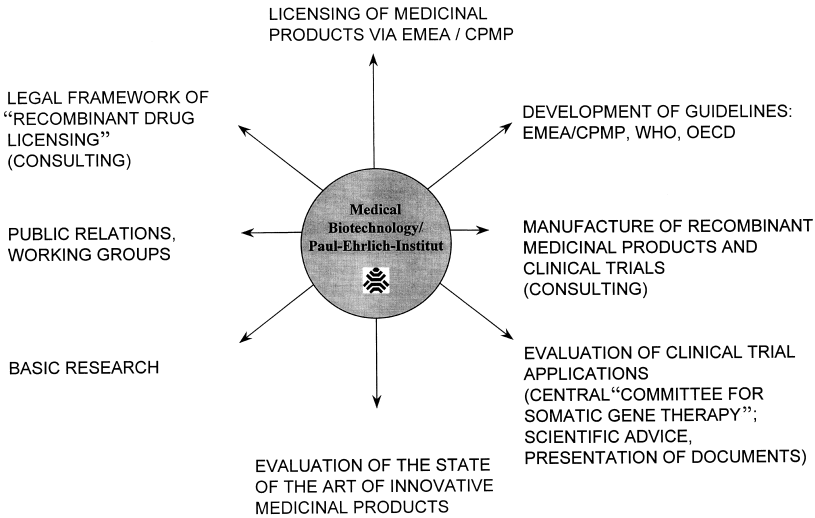 LICENSING OF MEDICINAL
PRODUCTS VIA EMEA / CPMP
LEGAL FRAMEWORK OF
“RECOMBINANT DRUG
LICENSING”
(CONSULTING)
DEVELOPMENT OF GUIDELINES:
EMEA/CPMP, WHO, OECD
Medical
Biotechnology/
Paul-Ehrlich-Institut
PUBLIC RELATIONS,
WORKING GROUPS
MANUFACTURE OF RECOMBINANT
MEDICINAL PRODUCTS AND
CLINICAL TRIALS
(CONSULTING)
BASIC RESEARCH
EVALUATION OF CLINICAL TRIAL
APPLICATIONS
(CENTRAL“COMMITTEE FOR
SOMATIC GENE THERAPY”;
SCIENTIFIC ADVICE,
PRESENTATION OF DOCUMENTS)
EVALUATION OF THE STATE
OF THE ART OF INNOVATIVE
MEDICINAL PRODUCTS